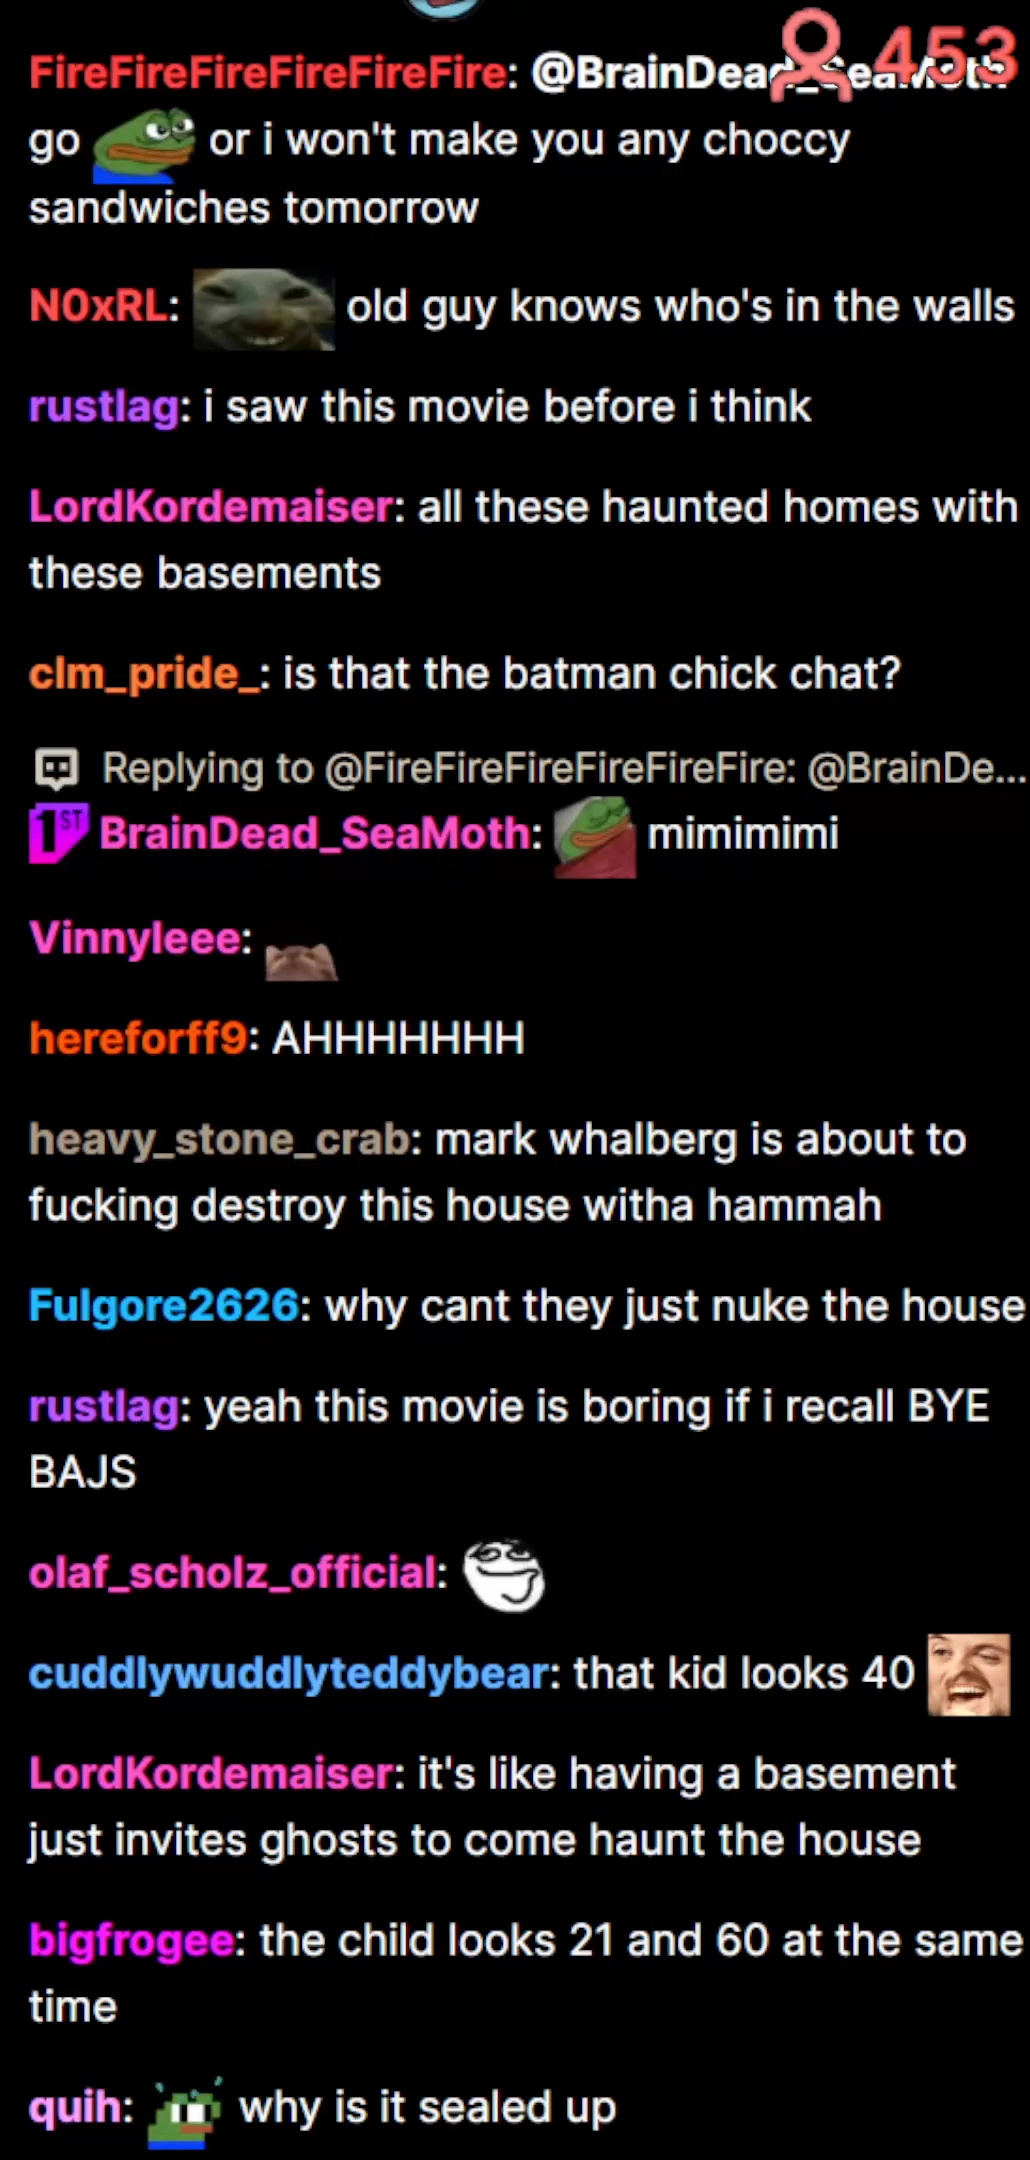 453
FireFireFireFireFireFire: @BrainDead_SeaMoth
go or i won't make you any choccy
sandwiches tomorrow
N0xRL: old guy knows who's in the walls
rustlag: i saw this movie before i think
LordKordemaiser: all these haunted homes with
these basements
clm_pride_: is that the batman chick chat?
Replying to @FireFireFireFireFireFire: @BrainDe...
1ST BrainDead_SeaMoth: mimimimi
Vinnyleee:
hereforff9: AHHHHHHH
heavy_stone_crab: mark whalberg is about to
fucking destroy this house witha hammah
Fulgore2626: why cant they just nuke the house
rustlag: yeah this movie is boring if i recall BYE
BAJS
olaf_scholz_official:
cuddlywuddlyteddybear: that kid looks 40
LordKordemaiser: it's like having a basement
just invites ghosts to come haunt the house
bigfrogee: the child looks 21 and 60 at the same
time
quih: why is it sealed up